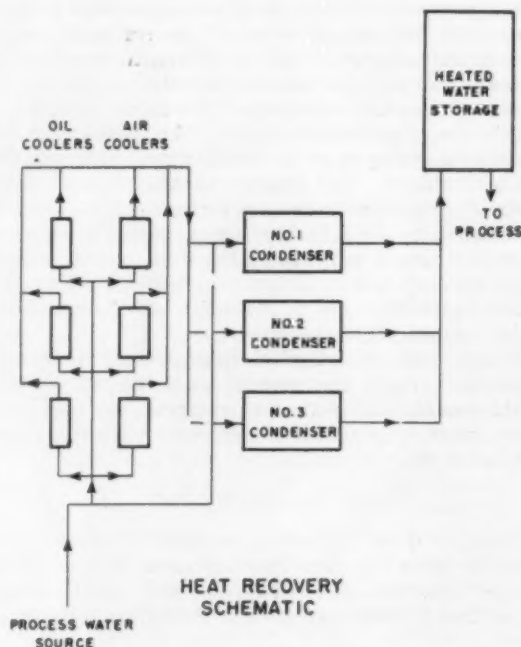 HEATED
WATER
STORAGE
OIL
COOLERS
AIR
COOLERS
TO
PROCESS
NO.1
CONDENSER
NO.2
CONDENSER
NO.3
CONDENSER
HEAT RECOVERY
SCHEMATIC
PROCESS WATER
SOURCE